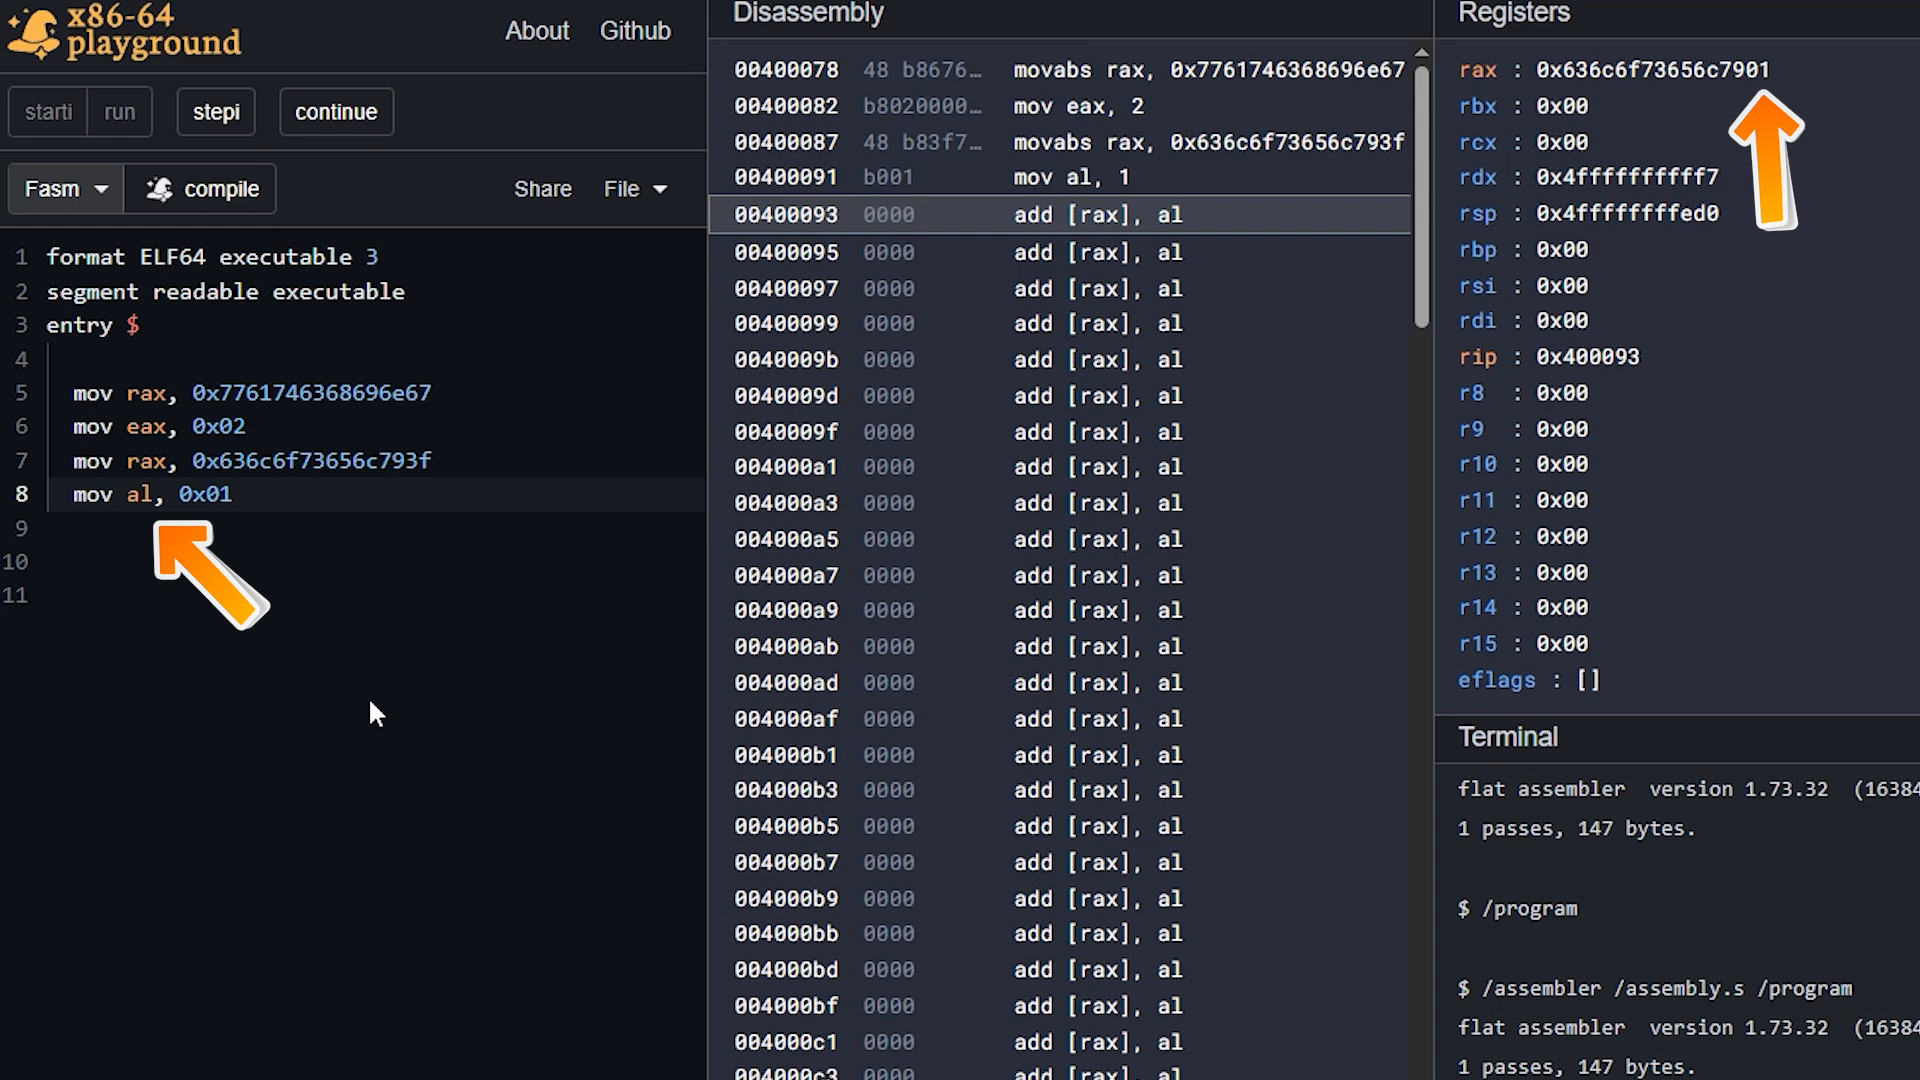 x86-64
playground
About Github
starti run stepi continue
Fasm compile Share File
1 format ELF64 executable 3
2 segment readable executable
3 entry $
4
5 mov rax, 0x7761746368696e67
6 mov eax, 0x02
7 mov rax, 0x636c6f73656c793f
8 mov al, 0x01
9
10
11
Disassembly
00400078 48 b8676… movabs rax, 0x7761746368696e67
00400082 b8020000… mov eax, 2
00400087 48 b83f7… movabs rax, 0x636c6f73656c793f
00400091 b001 mov al, 1
00400093 0000 add [rax], al
00400095 0000 add [rax], al
00400097 0000 add [rax], al
00400099 0000 add [rax], al
0040009b 0000 add [rax], al
0040009d 0000 add [rax], al
0040009f 0000 add [rax], al
004000a1 0000 add [rax], al
004000a3 0000 add [rax], al
004000a5 0000 add [rax], al
004000a7 0000 add [rax], al
004000a9 0000 add [rax], al
004000ab 0000 add [rax], al
004000ad 0000 add [rax], al
004000af 0000 add [rax], al
004000b1 0000 add [rax], al
004000b3 0000 add [rax], al
004000b5 0000 add [rax], al
004000b7 0000 add [rax], al
004000b9 0000 add [rax], al
004000bb 0000 add [rax], al
004000bd 0000 add [rax], al
004000bf 0000 add [rax], al
004000c1 0000 add [rax], al
004000c3 0000 add [rax], al
Registers
rax : 0x636c6f73656c7901
rbx : 0x00
rcx : 0x00
rdx : 0x4ffffffffff7
rsp : 0x4ffffffffed0
rbp : 0x00
rsi : 0x00
rdi : 0x00
rip : 0x400093
r8 : 0x00
r9 : 0x00
r10 : 0x00
r11 : 0x00
r12 : 0x00
r13 : 0x00
r14 : 0x00
r15 : 0x00
eflags : []
Terminal
flat assembler version 1.73.32 (16384
1 passes, 147 bytes.
$ /program
$ /assembler /assembly.s /program
flat assembler version 1.73.32 (16384
1 passes, 147 bytes.